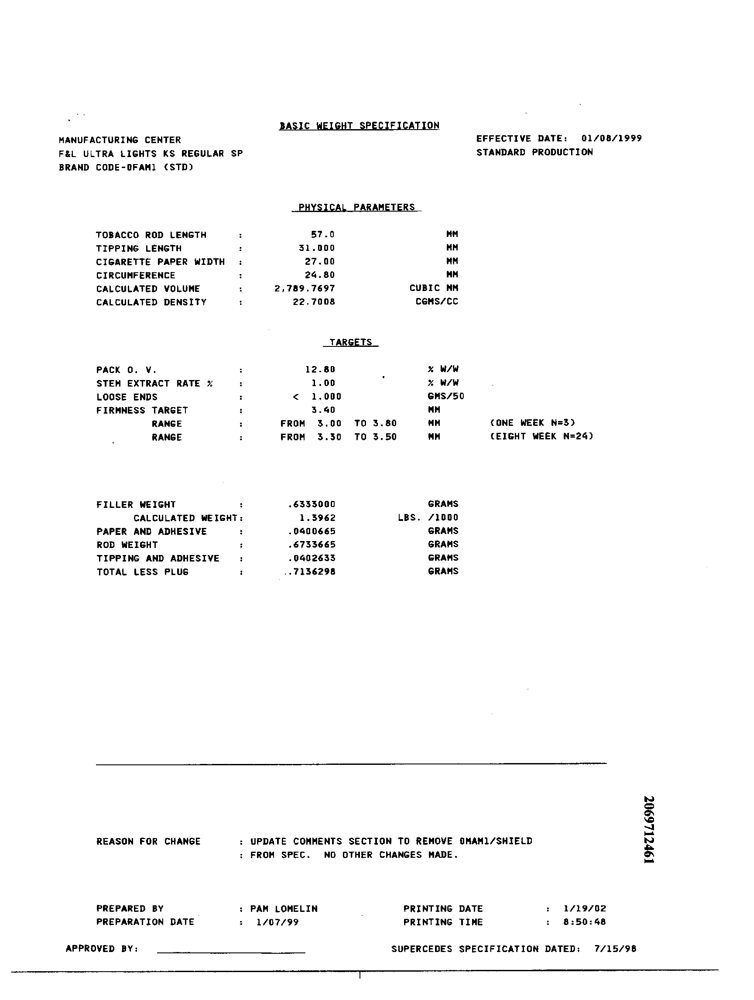 BASIC WEIGHT SPECIFICATION
MANUFACTURING CENTER
EFFECTIVE DATE: 01/08/1999
F&L ULTRA LIGHTS KS REGULAR SP
STANDARD PRODUCTION
BRAND CODE-0FAM1 (STD)
PHYSICAL PARAMETERS
TOBACCO ROD LENGTH : 57.0 MM
TIPPING LENGTH : 31.000 MM
CIGARETTE PAPER WIDTH : 27.00 MM
CIRCUMFERENCE : 24.80 MM
CALCULATED VOLUME : 2,789.7697 CUBIC MM
CALCULATED DENSITY : 22.7008 CGMS/CC
TARGETS
PACK O. V. : 12.80 % W/W
STEM EXTRACT RATE % : 1.00 % W/W
LOOSE ENDS : < 1.000 GMS/50
FIRMNESS TARGET : 3.40 MM
RANGE : FROM 3.00 TO 3.80 MM (ONE WEEK N=3)
RANGE : FROM 3.30 TO 3.50 MM (EIGHT WEEK N=24)
FILLER WEIGHT : .6333000 GRAMS
CALCULATED WEIGHT: 1.3962 LBS. /1000
PAPER AND ADHESIVE : .0400665 GRAMS
ROD WEIGHT : .6733665 GRAMS
TIPPING AND ADHESIVE : .0402633 GRAMS
TOTAL LESS PLUG : .7136298 GRAMS
2069712461
REASON FOR CHANGE : UPDATE COMMENTS SECTION TO REMOVE 0MAM1/SHIELD
: FROM SPEC. NO OTHER CHANGES MADE.
PREPARED BY : PAM LOMELIN PRINTING DATE : 1/19/02
PREPARATION DATE : 1/07/99 PRINTING TIME : 8:50:48
APPROVED BY: SUPERCEDES SPECIFICATION DATED: 7/15/98